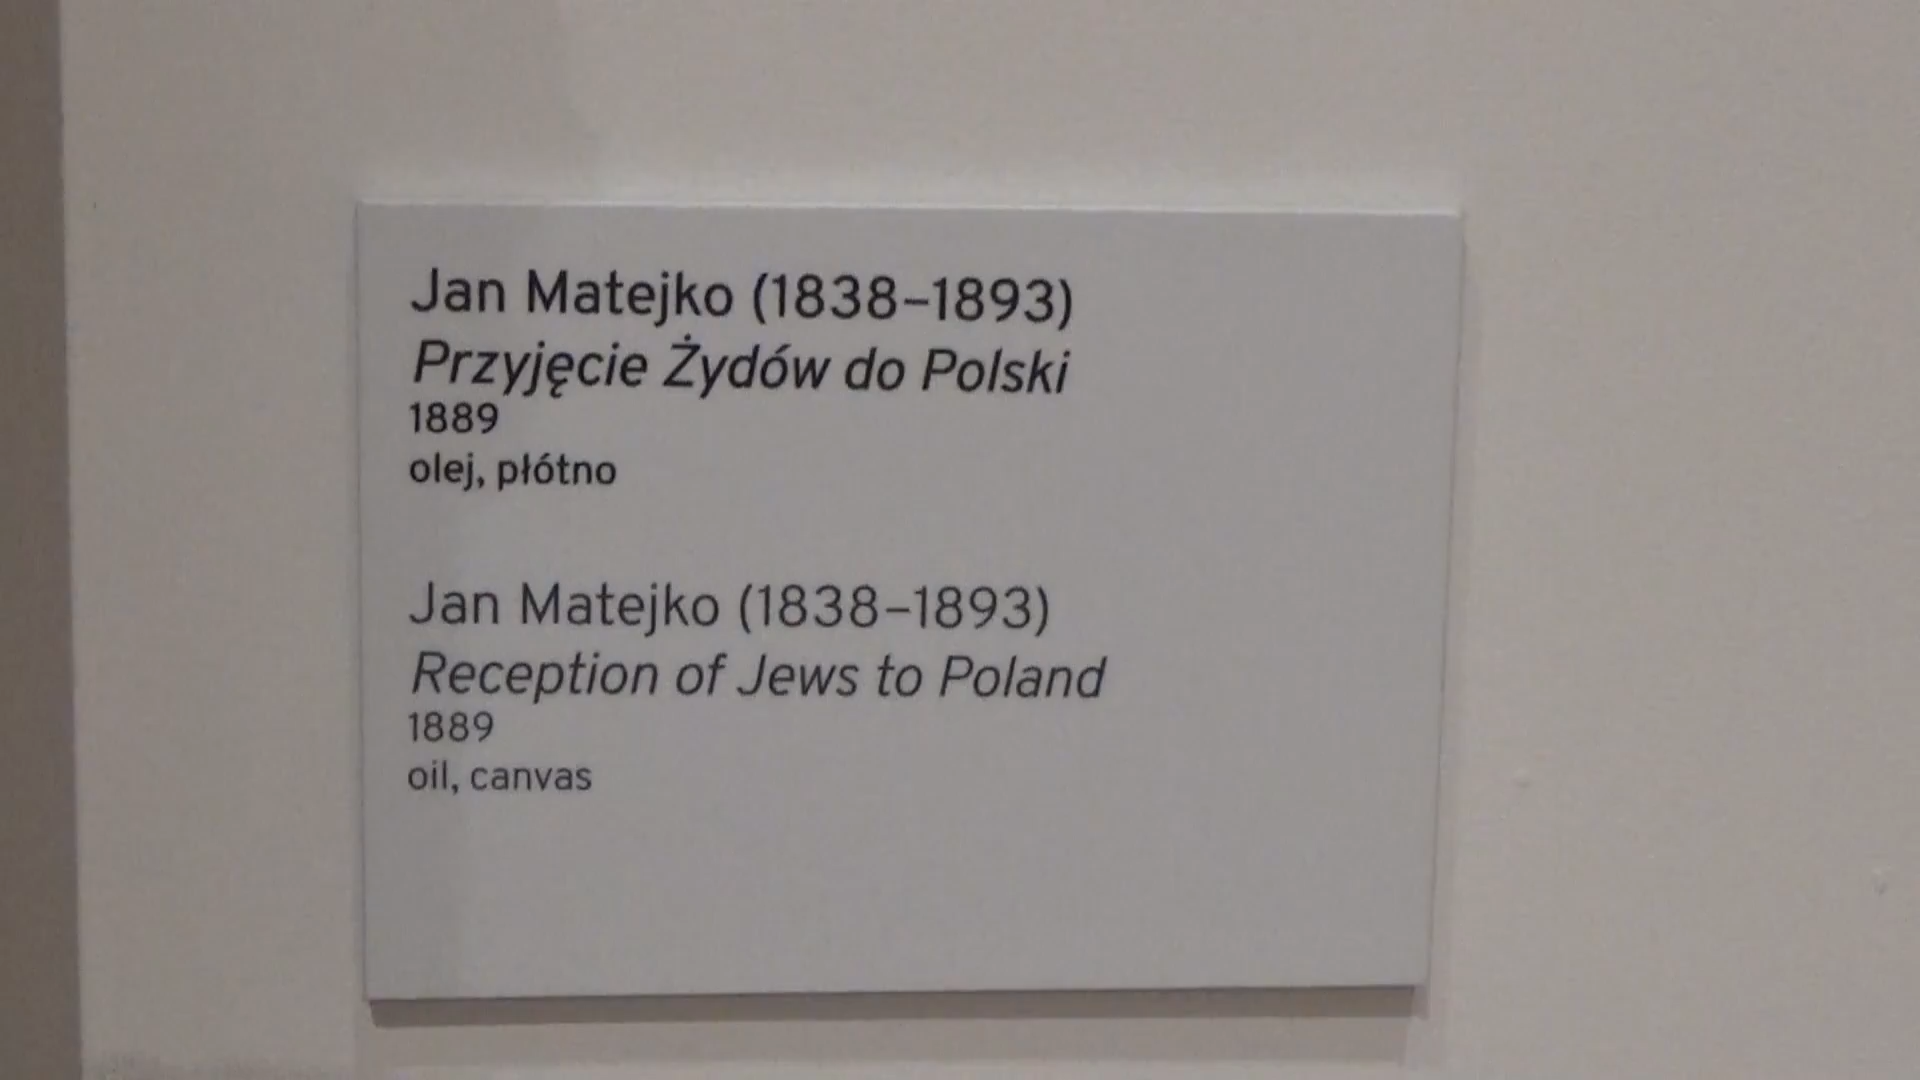 Jan Matejko (1838–1893)
Przyjęcie Żydów do Polski
1889
olej, płótno
Jan Matejko (1838–1893)
Reception of Jews to Poland
1889
oil, canvas